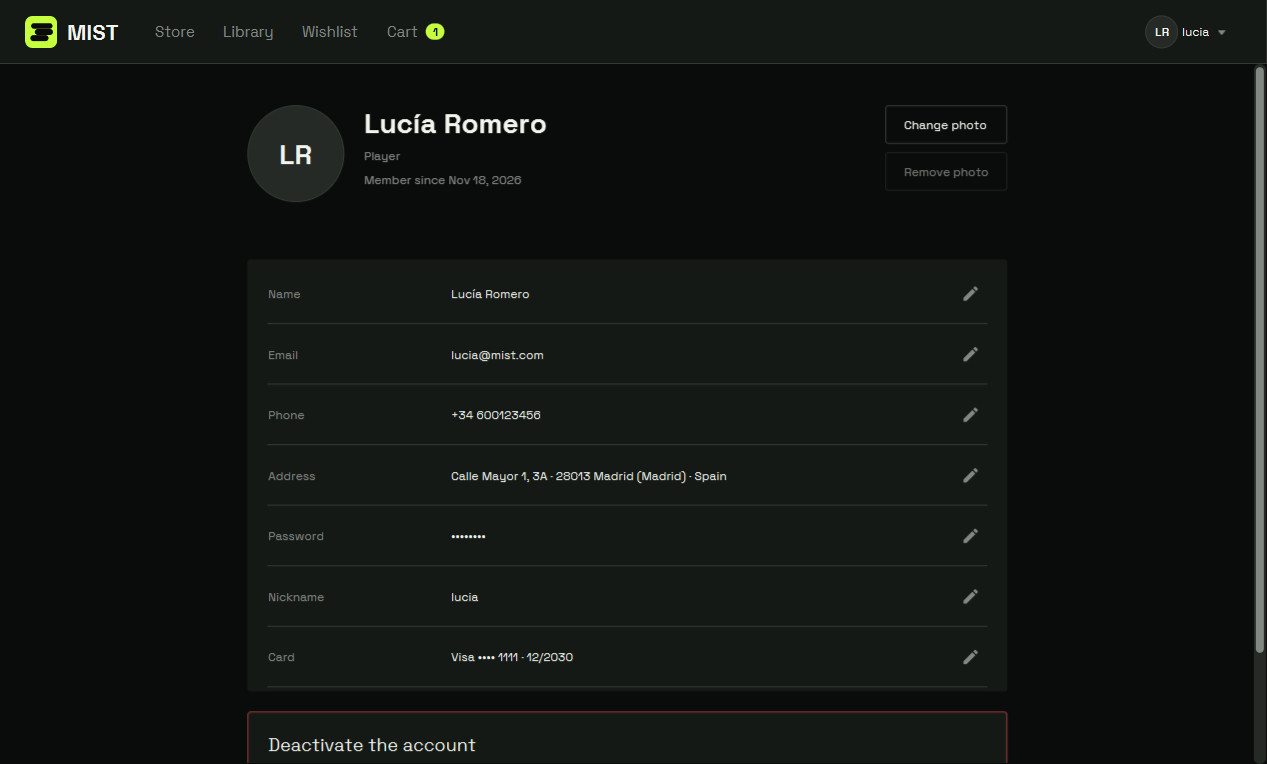 MIST Store Library Wishlist Cart 1 LR lucia
LR
Lucía Romero
Player
Member since Nov 18, 2026
Change photo
Remove photo
Name Lucía Romero
Email lucia@mist.com
Phone +34 600123456
Address Calle Mayor 1, 3A · 28013 Madrid (Madrid) · Spain
Password ••••••••
Nickname lucia
Card Visa •••• 1111 · 12/2030
Deactivate the account